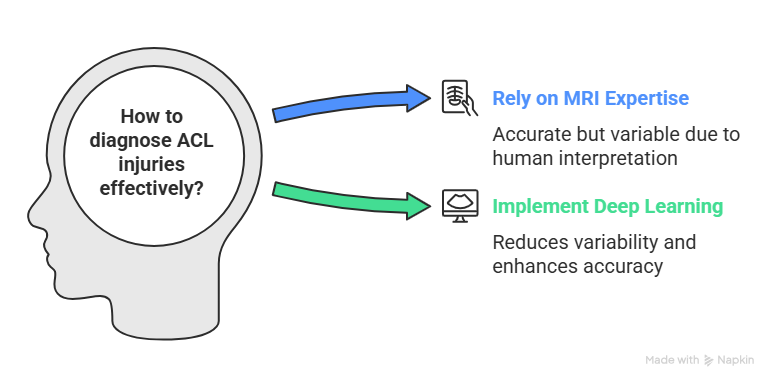 How to
diagnose ACL
injuries
effectively?
Rely on MRI Expertise
Accurate but variable due to
human interpretation
Implement Deep Learning
Reduces variability and
enhances accuracy
Made with Napkin